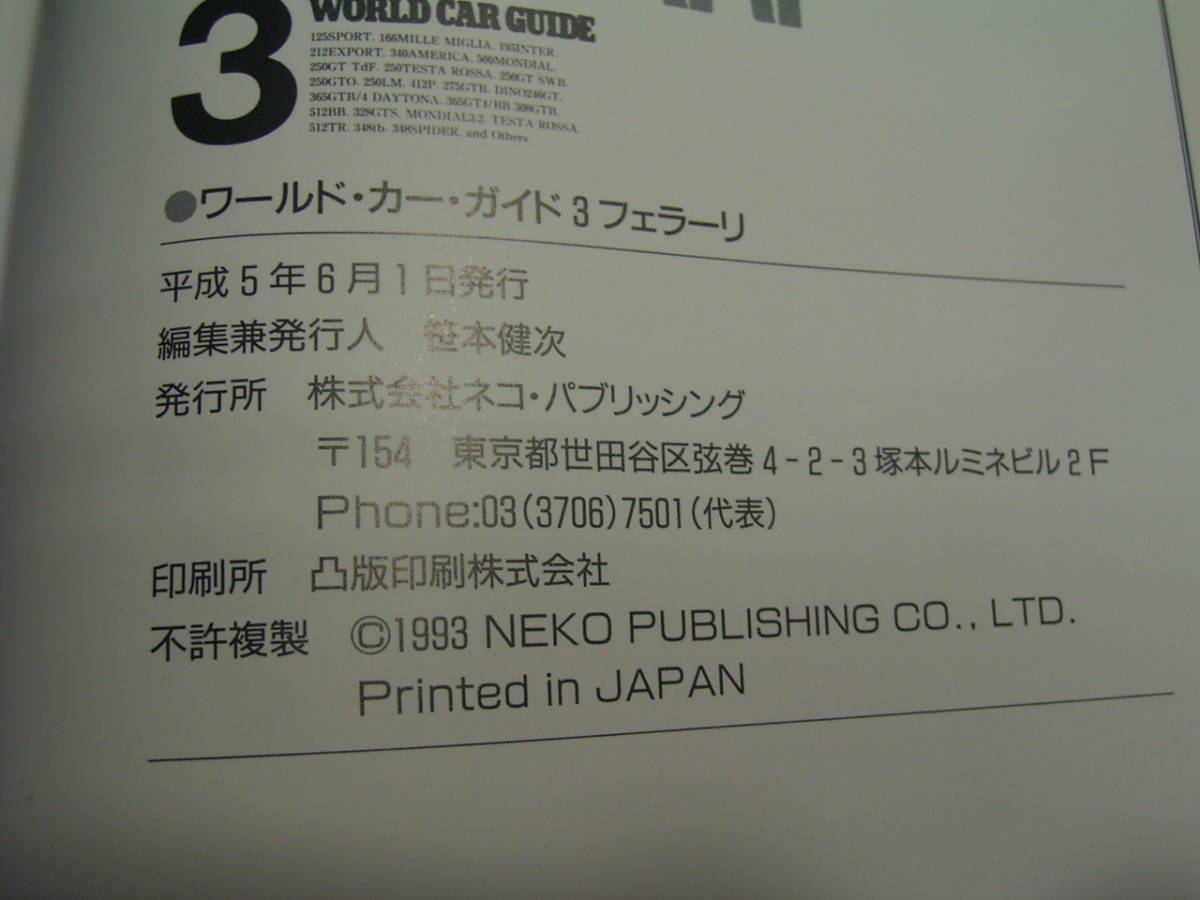 3
WORLD CAR GUIDE
125SPORT. 166MILLE MIGLIA. 195INTER.
212EXPORT. 340AMERICA. 500MONDIAL.
250GT TdF. 250TESTA ROSSA. 250GT SWB.
250GTO. 250LM. 412P. 275GTB. DINO246GT.
365GTB/4 DAYTONA. 365GT4/BB 308GTB.
512BB. 328GTS. MONDIAL3.2. TESTA ROSSA.
512TR. 348tb. 348SPIDER. and Others
●ワールド・カー・ガイド3フェラーリ
平成5年6月1日発行
編集兼発行人 笹本健次
発行所 株式会社ネコ・パブリッシング
〒154 東京都世田谷区弦巻4-2-3塚本ルミネビル2F
Phone:03(3706)7501(代表)
印刷所 凸版印刷株式会社
不許複製 ©1993 NEKO PUBLISHING CO., LTD.
Printed in JAPAN